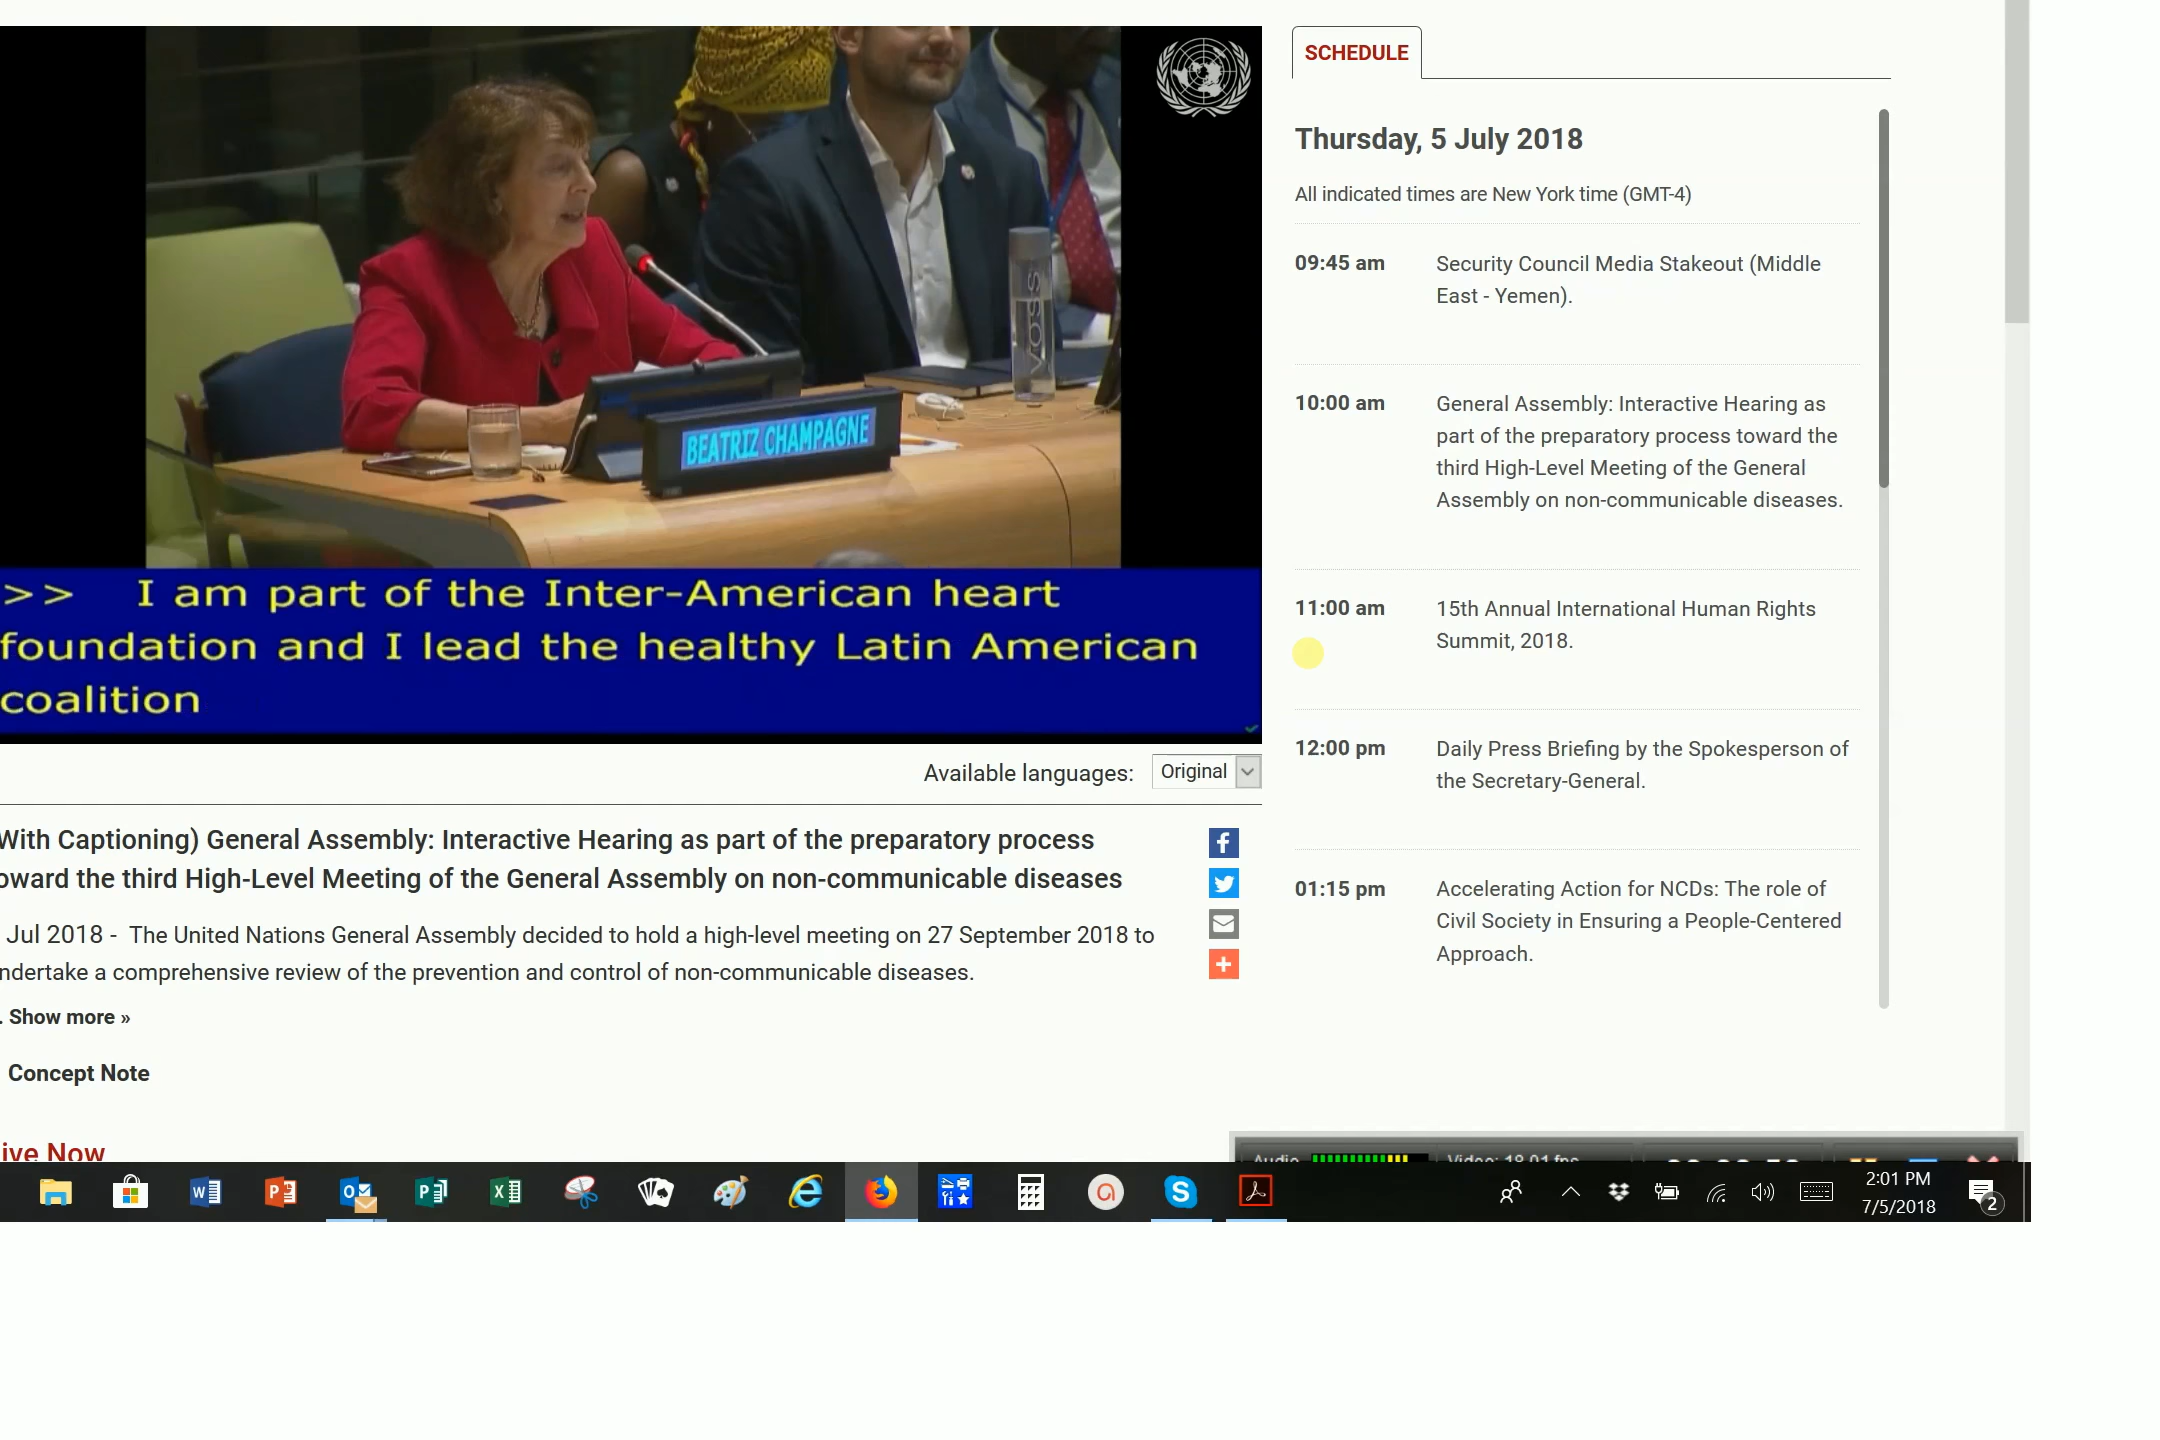 SCHEDULE
Thursday, 5 July 2018
All indicated times are New York time (GMT-4)
09:45 am Security Council Media Stakeout (Middle
East - Yemen).
10:00 am General Assembly: Interactive Hearing as
part of the preparatory process toward the
third High-Level Meeting of the General
Assembly on non-communicable diseases.
11:00 am 15th Annual International Human Rights
Summit, 2018.
12:00 pm Daily Press Briefing by the Spokesperson of
the Secretary-General.
01:15 pm Accelerating Action for NCDs: The role of
Civil Society in Ensuring a People-Centered
Approach.
VOSS
BEATRIZ CHAMPAGNE
>> I am part of the Inter-American heart
foundation and I lead the healthy Latin American
coalition
Available languages: Original
With Captioning) General Assembly: Interactive Hearing as part of the preparatory process
oward the third High-Level Meeting of the General Assembly on non-communicable diseases
Jul 2018 - The United Nations General Assembly decided to hold a high-level meeting on 27 September 2018 to
ndertake a comprehensive review of the prevention and control of non-communicable diseases.
. Show more »
Concept Note
ive Now
Audio Video: 18.01 fps
2:01 PM
7/5/2018
2